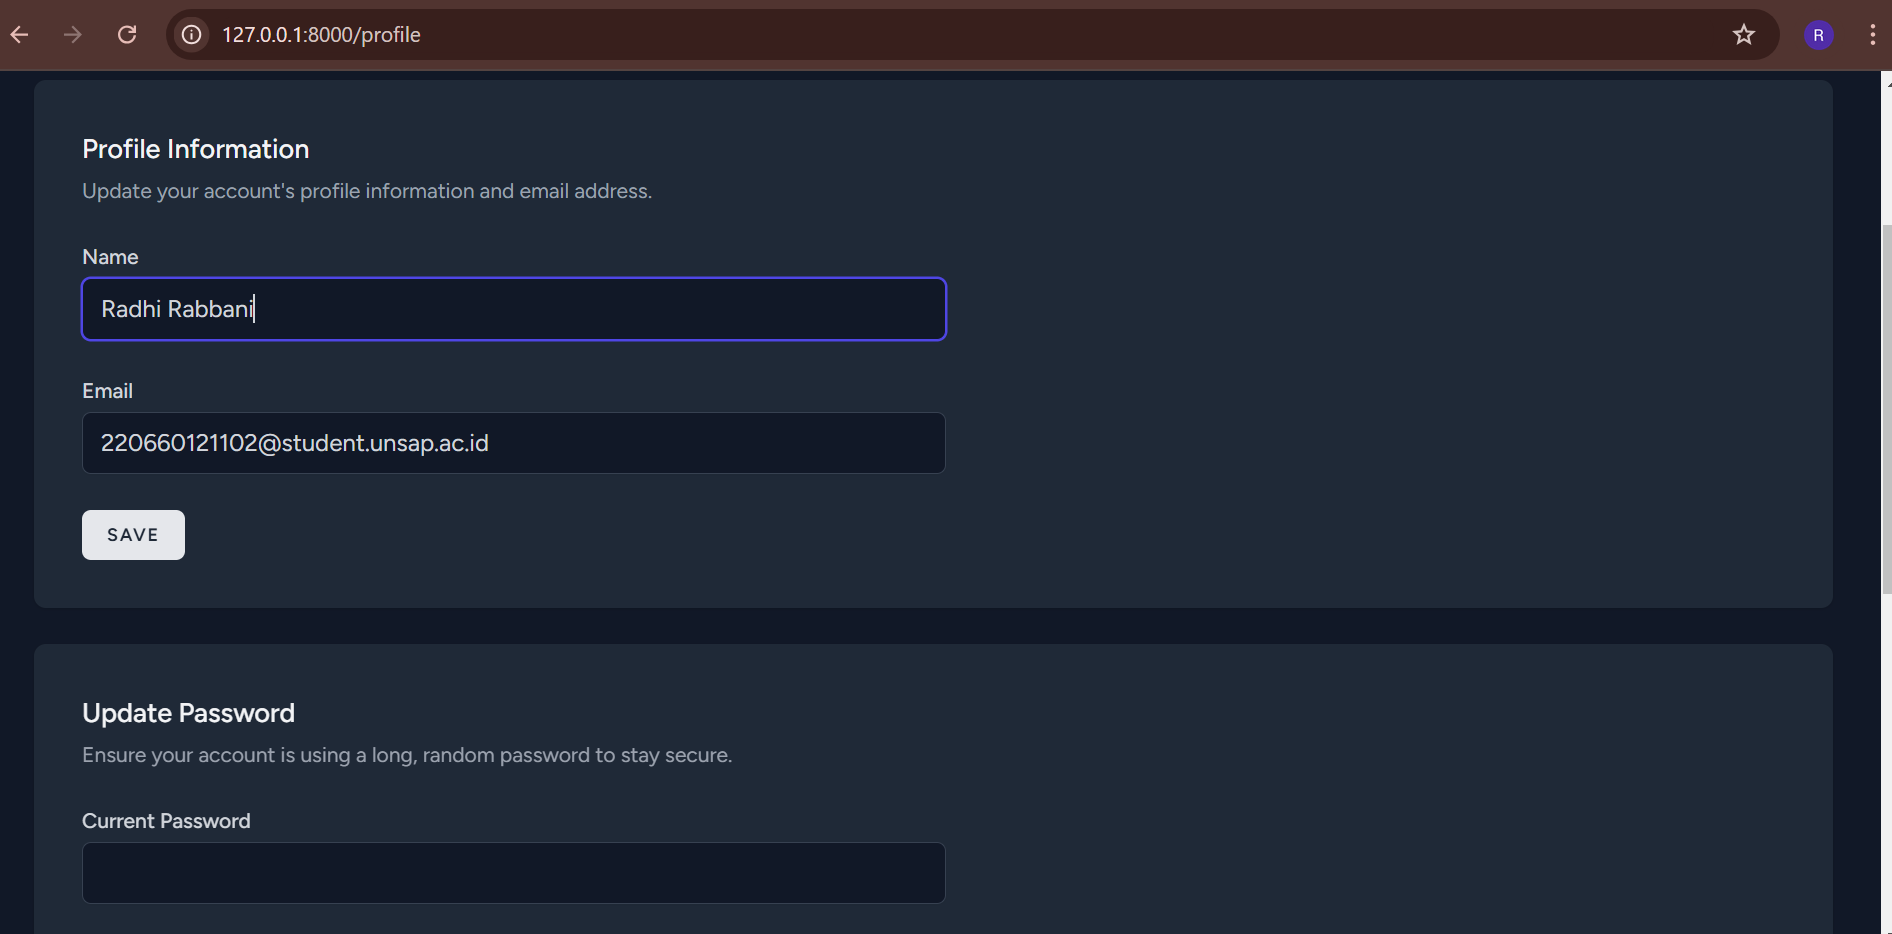 127.0.0.1:8000/profile
R
Profile Information
Update your account's profile information and email address.
Name
Radhi Rabbani
Email
220660121102@student.unsap.ac.id
SAVE
Update Password
Ensure your account is using a long, random password to stay secure.
Current Password